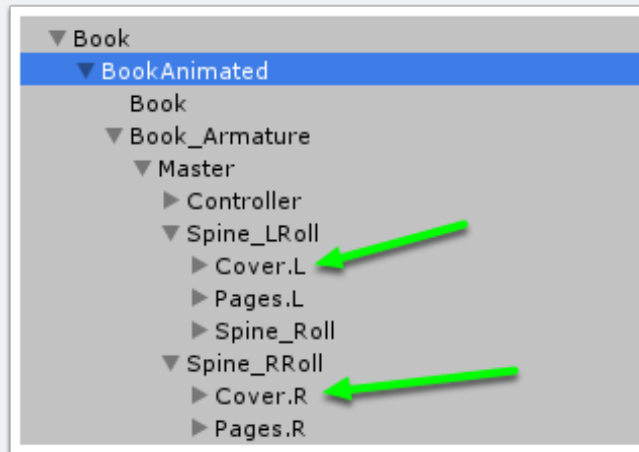 Book
BookAnimated
Book
Book_Armature
Master
Controller
Spine_LRoll
Cover.L
Pages.L
Spine_Roll
Spine_RRoll
Cover.R
Pages.R